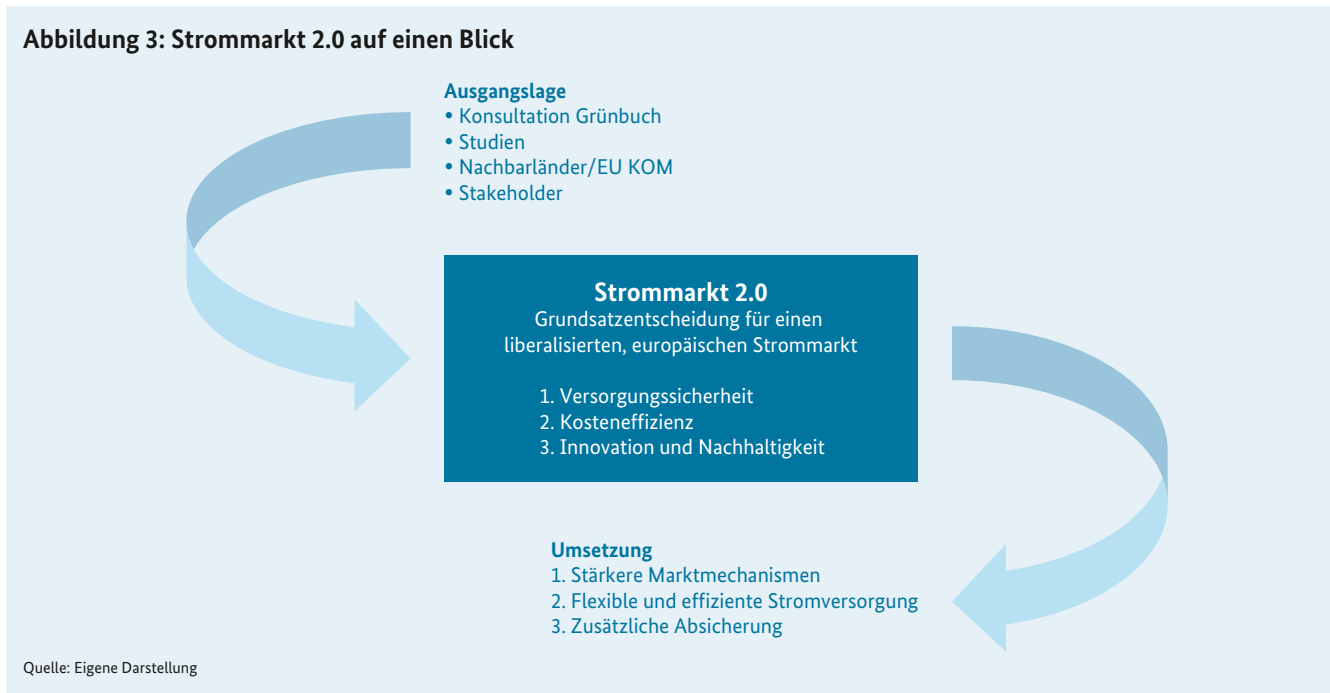 Abbildung 3: Strommarkt 2.0 auf einen Blick
Ausgangslage
• Konsultation Grünbuch
• Studien
• Nachbarländer/EU KOM
• Stakeholder
Strommarkt 2.0
Grundsatzentscheidung für einen
liberalisierten, europäischen Strommarkt
1. Versorgungssicherheit
2. Kosteneffizienz
3. Innovation und Nachhaltigkeit
Umsetzung
1. Stärkere Marktmechanismen
2. Flexible und effiziente Stromversorgung
3. Zusätzliche Absicherung
Quelle: Eigene Darstellung